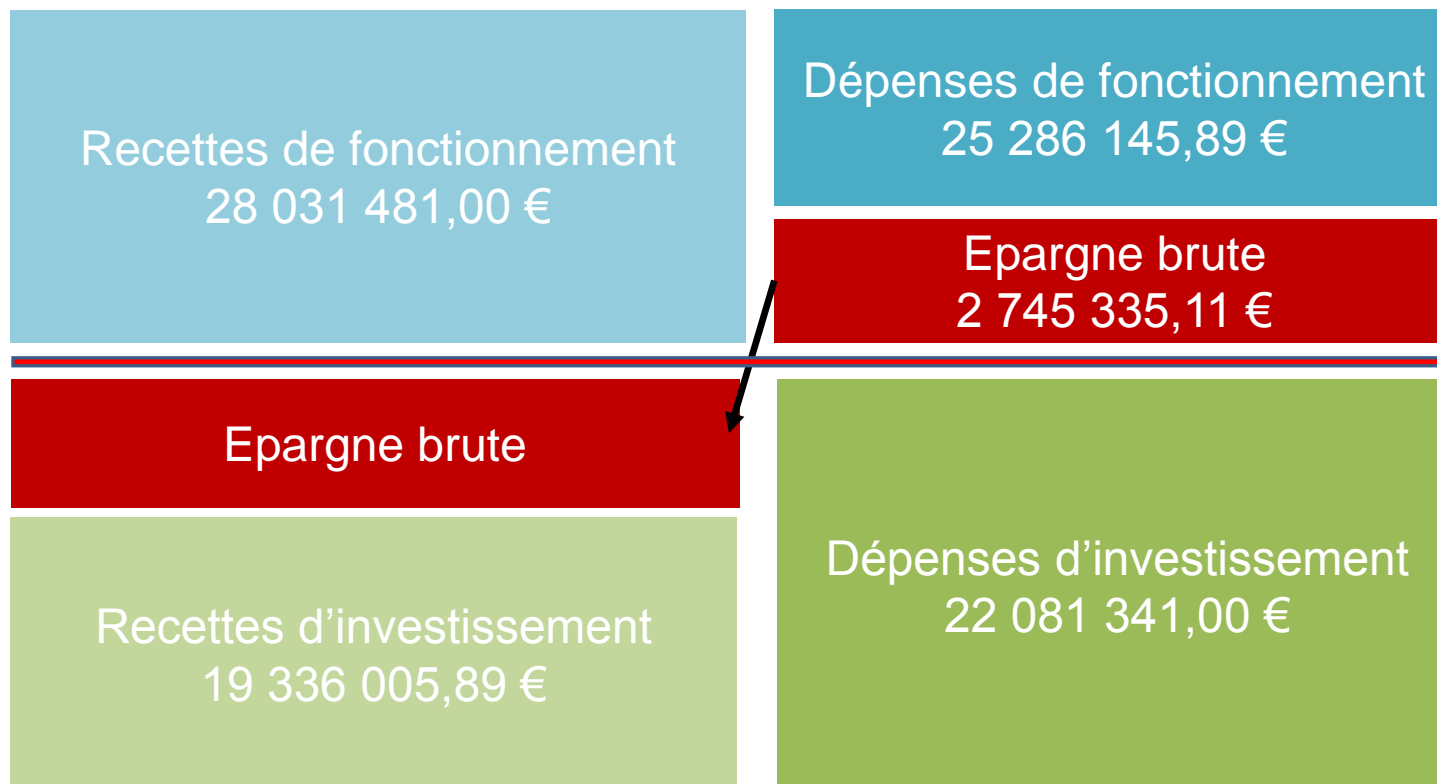 Recettes de fonctionnement
28 031 481,00 €
Dépenses de fonctionnement
25 286 145,89 €
Epargne brute
2 745 335,11 €
Epargne brute
Recettes d’investissement
19 336 005,89 €
Dépenses d’investissement
22 081 341,00 €